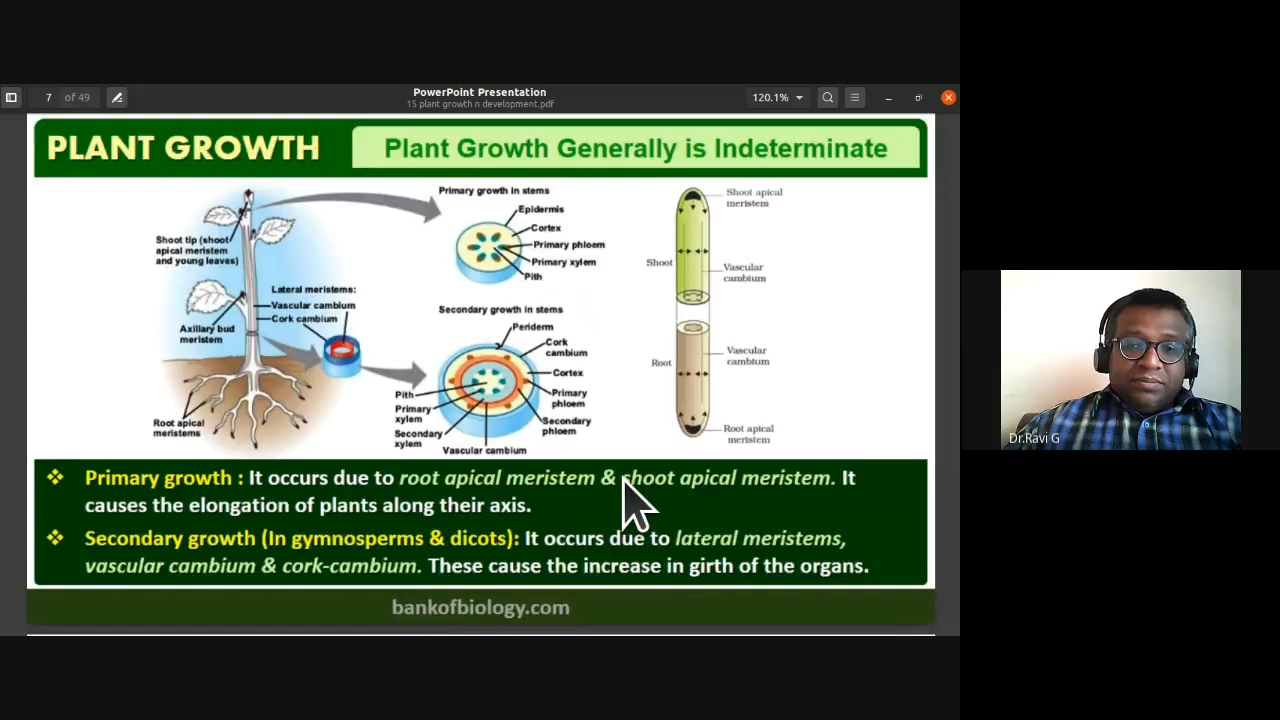 7 of 49
PowerPoint Presentation
15 plant growth n development.pdf
120.1%
PLANT GROWTH
Plant Growth Generally is Indeterminate
Shoot tip (shoot
apical meristem
and young leaves)
Lateral meristems:
Vascular cambium
Cork cambium
Axillary bud
meristem
Root apical
meristems
Primary growth in stems
Epidermis
Cortex
Primary phloem
Primary xylem
Pith
Secondary growth in stems
Periderm
Cork
cambium
Cortex
Primary
phloem
Secondary
phloem
Pith
Primary
xylem
Secondary
xylem
Vascular cambium
Shoot apical
meristem
Shoot
Vascular
cambium
Vascular
cambium
Root
Root apical
meristem
Primary growth : It occurs due to root apical meristem & shoot apical meristem. It
causes the elongation of plants along their axis.
Secondary growth (In gymnosperms & dicots): It occurs due to lateral meristems,
vascular cambium & cork-cambium. These cause the increase in girth of the organs.
bankofbiology.com
Dr.Ravi G